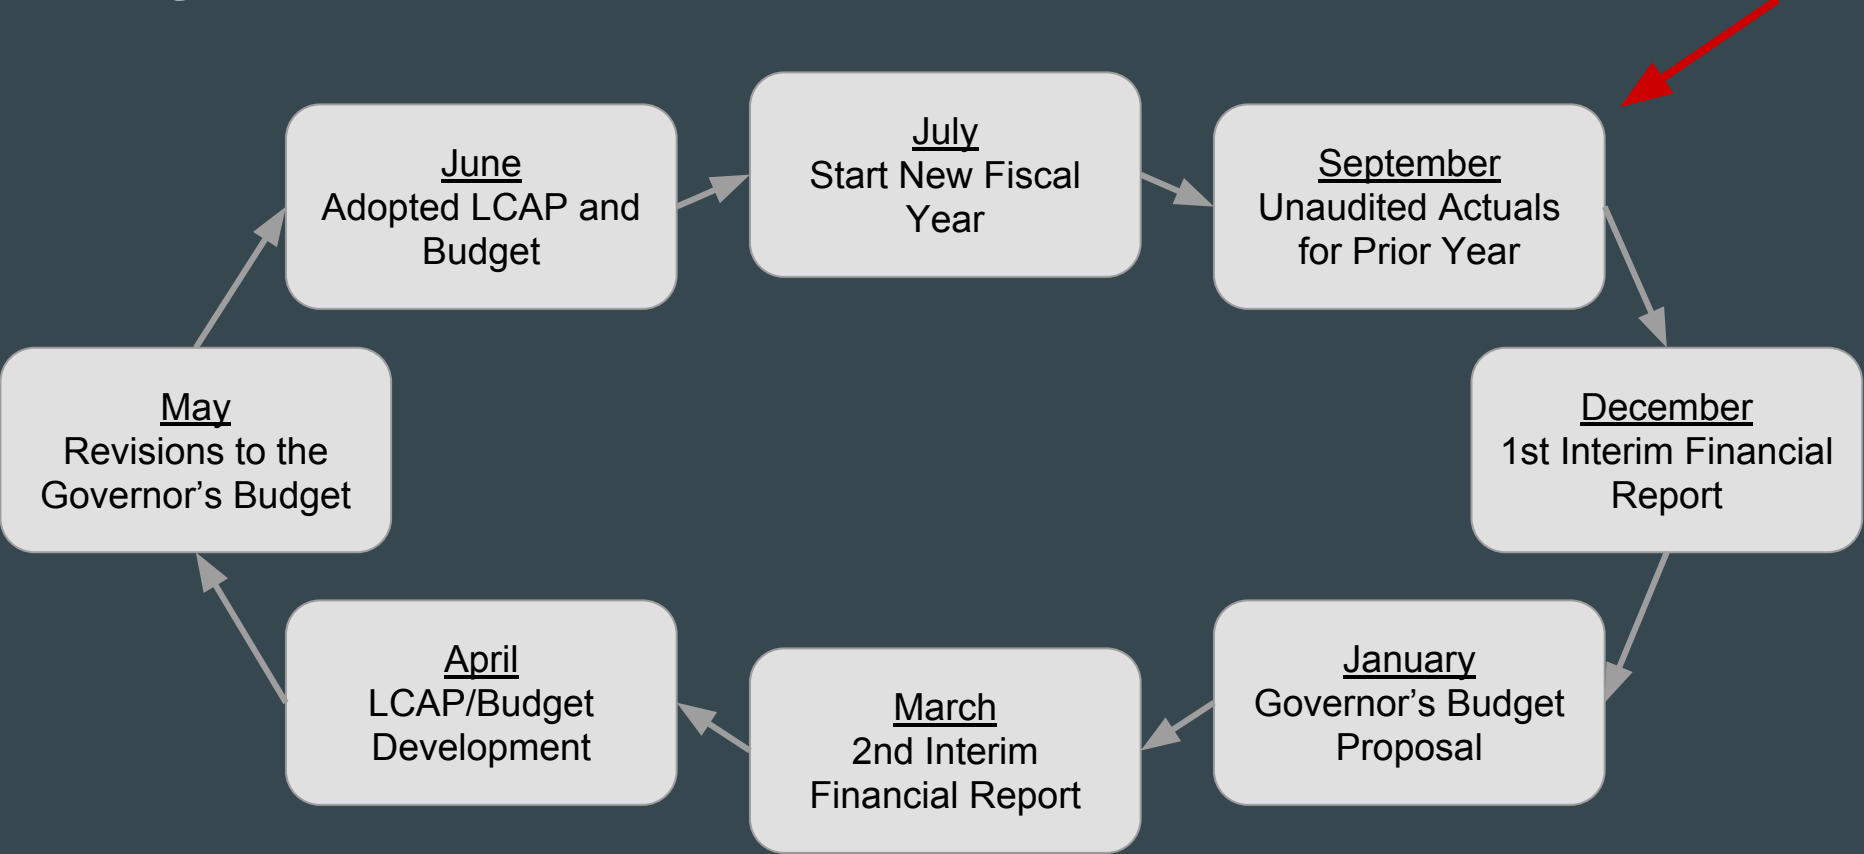 July
Start New Fiscal
Year
June
Adopted LCAP and
Budget
September
Unaudited Actuals
for Prior Year
May
Revisions to the
Governor’s Budget
December
1st Interim Financial
Report
April
LCAP/Budget
Development
January
Governor’s Budget
Proposal
March
2nd Interim
Financial Report